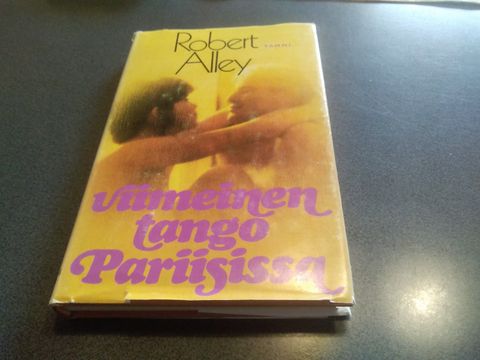 Robert TAMMI
Alley
Viimeinen
tango
Pariisissa